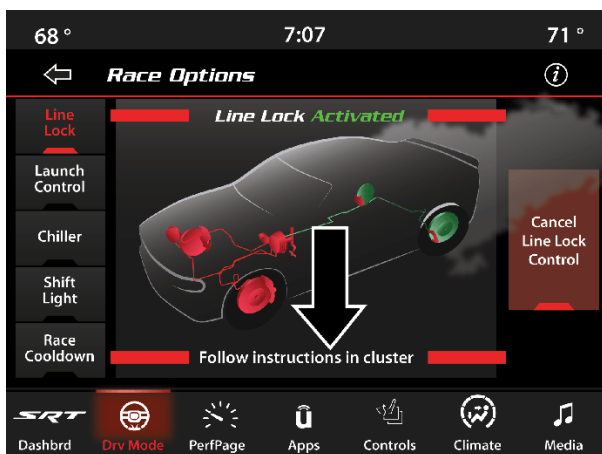 68 °
7:07
71 °
Race Options
i
Line
Lock
Launch
Control
Chiller
Shift
Light
Race
Cooldown
Line Lock Activated
Follow instructions in cluster
Cancel
Line Lock
Control
SRT
Dashbrd
Drv Mode
PerfPage
Apps
Controls
Climate
Media